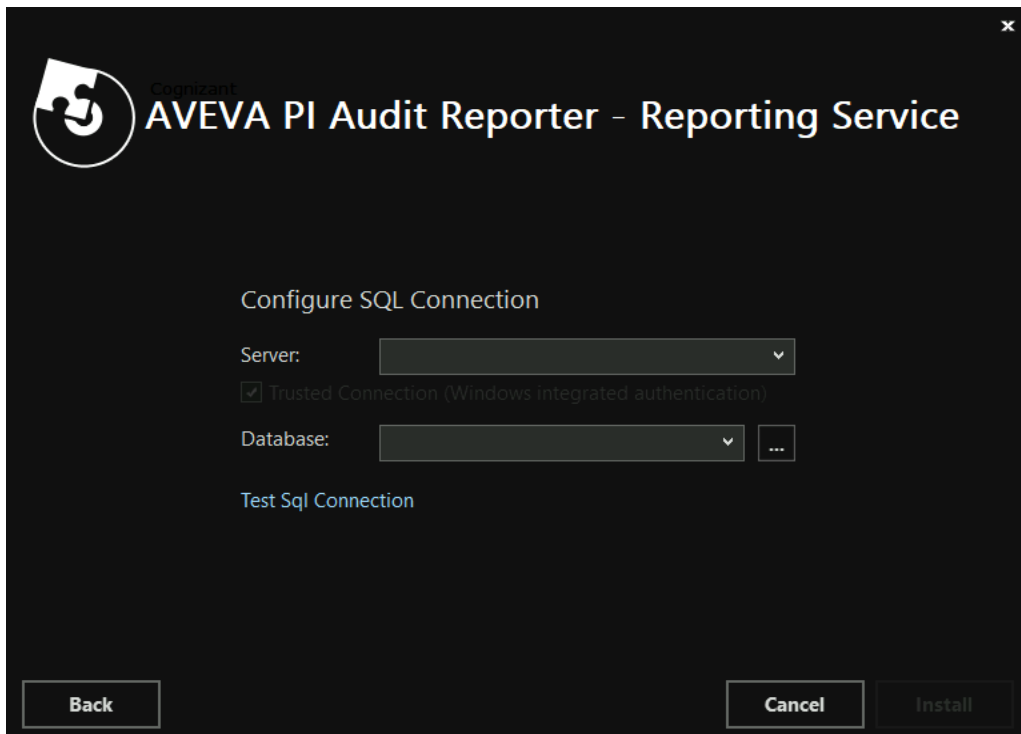 Cognizant
AVEVA PI Audit Reporter - Reporting Service
Configure SQL Connection
Server:
Trusted Connection (Windows integrated authentication)
Database:
...
Test Sql Connection
Back
Cancel
Install